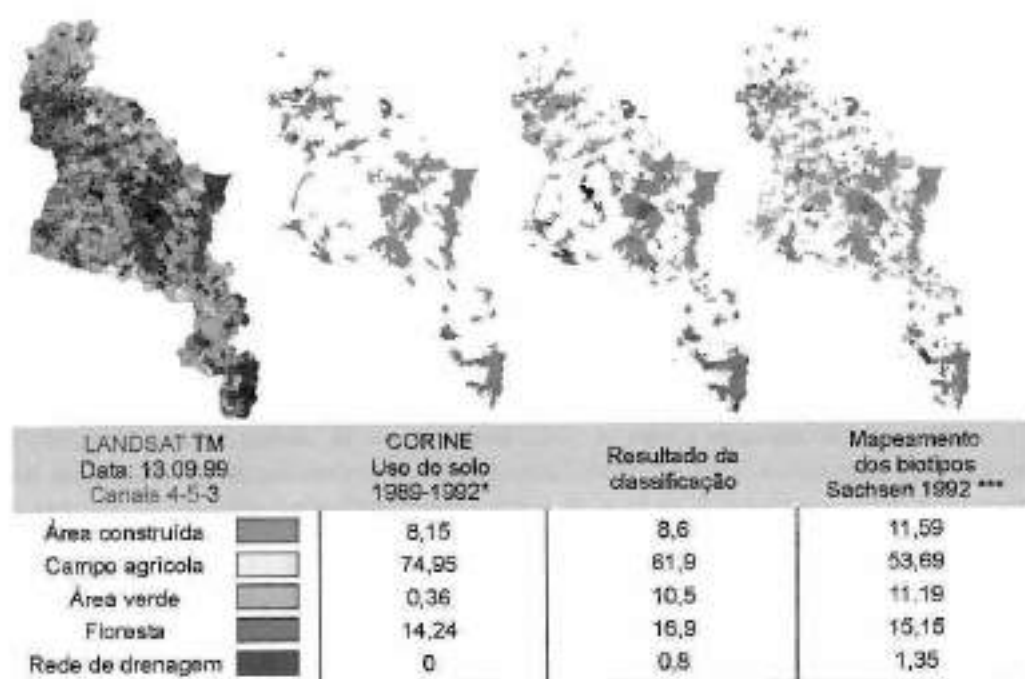 LANDSAT TM
Data: 13.09.99
Canais 4-5-3
CORINE
Uso do solo
1989-1992*
Resultado da
classificação
Mapeamento
dos biotipos
Sachsen 1992 ***
Área construída 8,15 8,6 11,59
Campo agrícola 74,95 61,9 53,69
Área verde 0,36 10,5 11,19
Floresta 14,24 16,9 15,15
Rede de drenagem 0 0,8 1,35